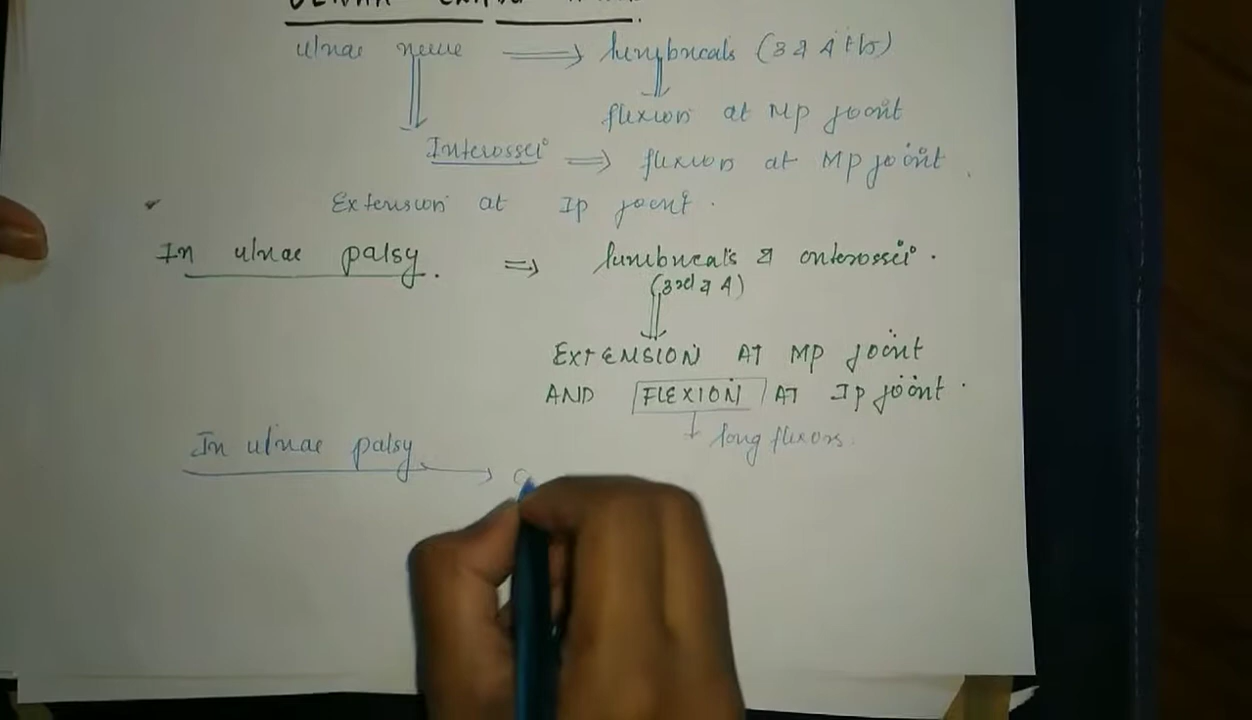 ulnar nerve ⟹ lumbricals (3 & 4th)
flexion at MP joint
Interossei ⟹ flexion at MP joint.
Extension at Ip joint.
In ulnar palsy. ⟹ lumbricals & interossei.
(3rd & 4)
EXTENSION AT MP joint
AND FLEXION AT Ip joint.
long flexors.
In ulnar palsy →